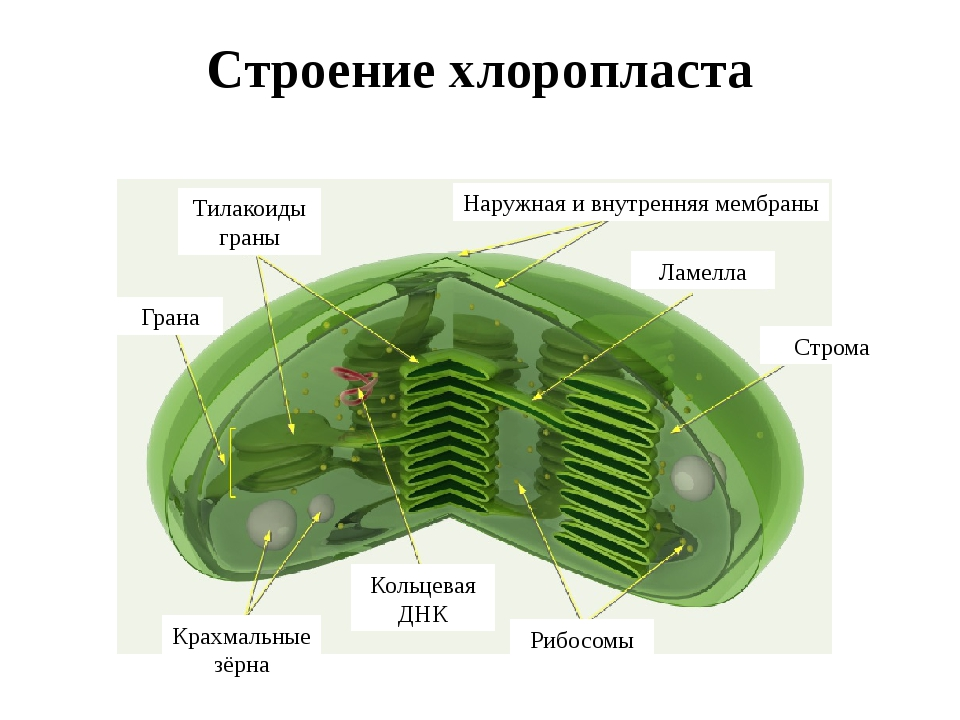 Строение хлоропласта
Тилакоиды
граны
Наружная и внутренняя мембраны
Ламелла
Грана
Строма
Кольцевая
ДНК
Крахмальные
зёрна
Рибосомы